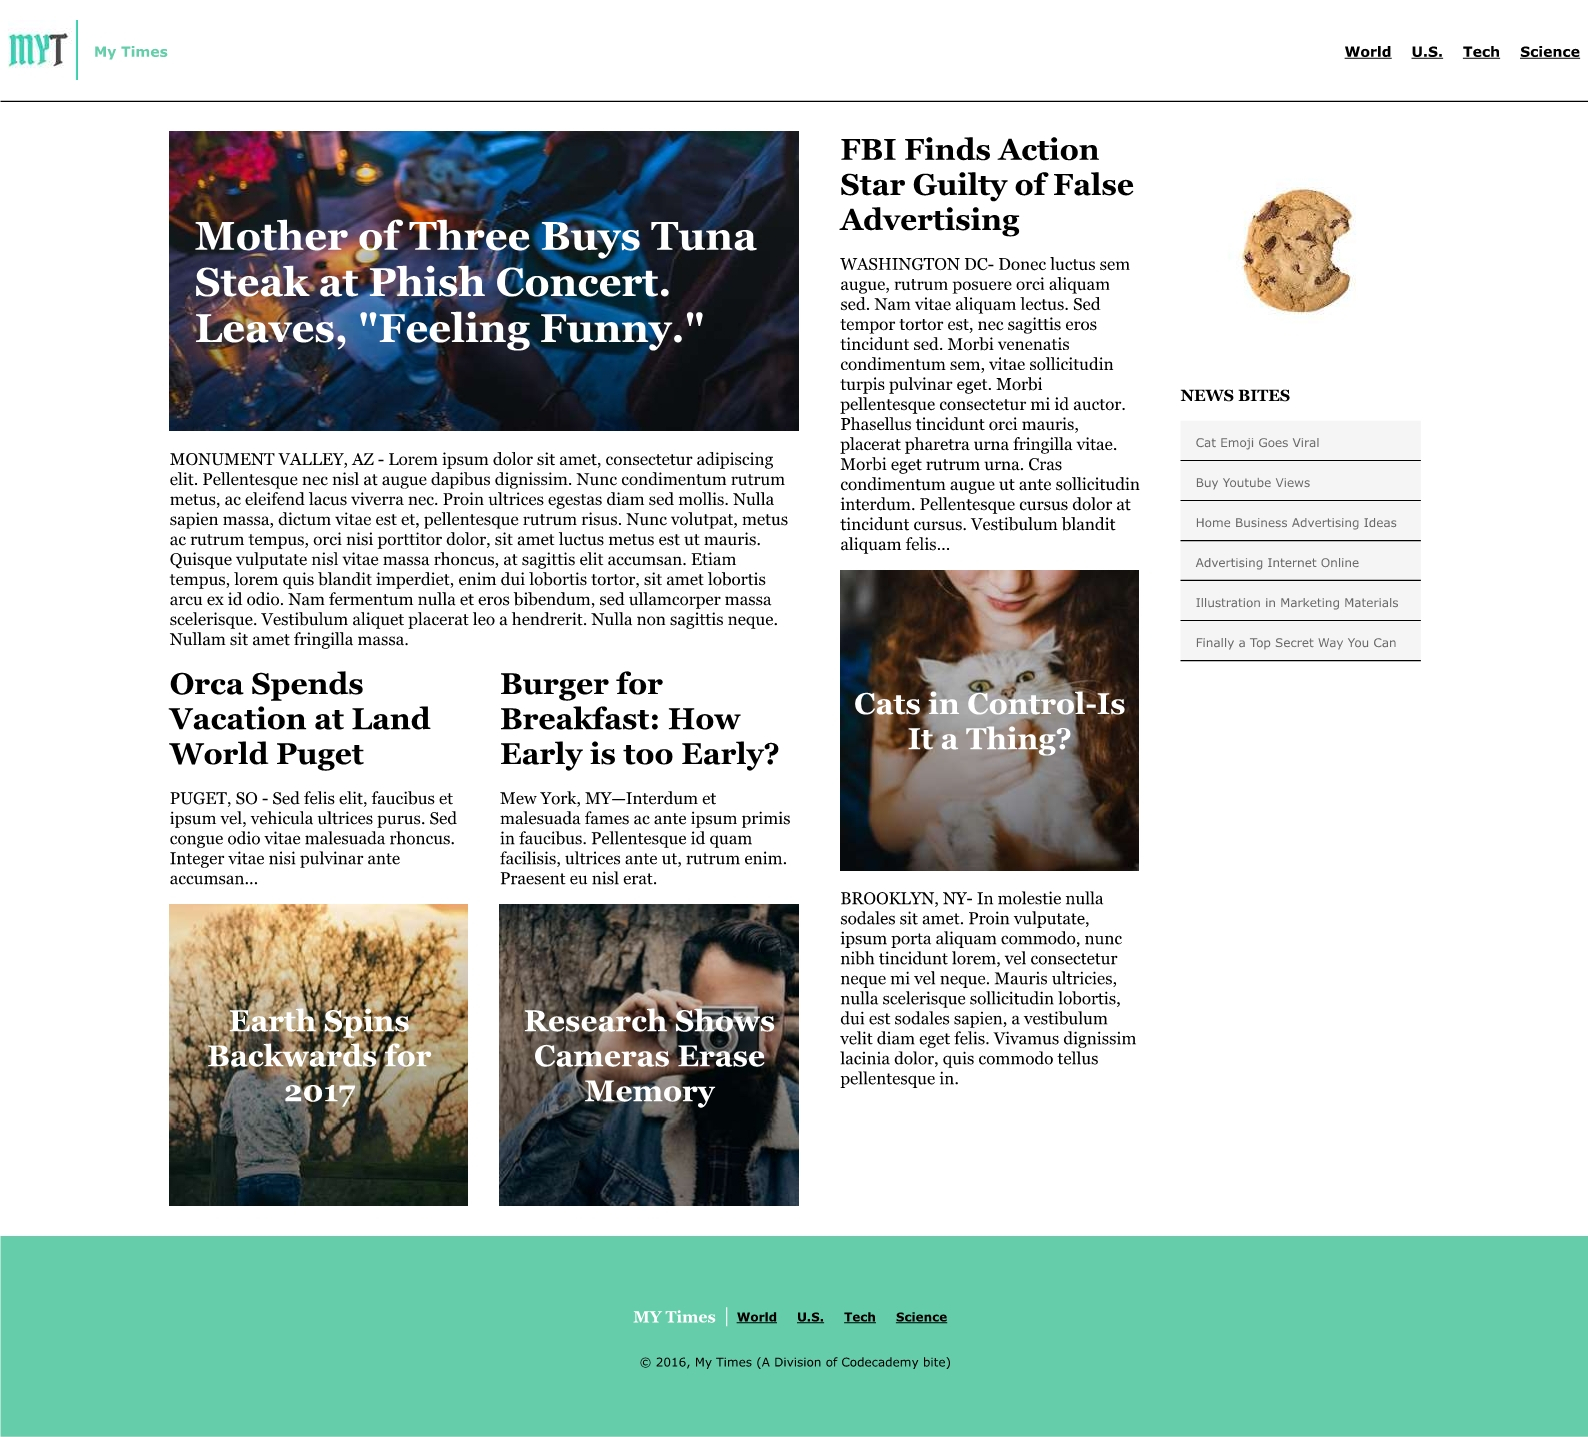 MYT
My Times
World U.S. Tech Science
Mother of Three Buys Tuna
Steak at Phish Concert.
Leaves, "Feeling Funny."
MONUMENT VALLEY, AZ - Lorem ipsum dolor sit amet, consectetur adipiscing
elit. Pellentesque nec nisl at augue dapibus dignissim. Nunc condimentum rutrum
metus, ac eleifend lacus viverra nec. Proin ultrices egestas diam sed mollis. Nulla
sapien massa, dictum vitae est et, pellentesque rutrum risus. Nunc volutpat, metus
ac rutrum tempus, orci nisi porttitor dolor, sit amet luctus metus est ut mauris.
Quisque vulputate nisl vitae massa rhoncus, at sagittis elit accumsan. Etiam
tempus, lorem quis blandit imperdiet, enim dui lobortis tortor, sit amet lobortis
arcu ex id odio. Nam fermentum nulla et eros bibendum, sed ullamcorper massa
scelerisque. Vestibulum aliquet placerat leo a hendrerit. Nulla non sagittis neque.
Nullam sit amet fringilla massa.
Orca Spends
Vacation at Land
World Puget
PUGET, SO - Sed felis elit, faucibus et
ipsum vel, vehicula ultrices purus. Sed
congue odio vitae malesuada rhoncus.
Integer vitae nisi pulvinar ante
accumsan...
Earth Spins
Backwards for
2017
Burger for
Breakfast: How
Early is too Early?
Mew York, MY—Interdum et
malesuada fames ac ante ipsum primis
in faucibus. Pellentesque id quam
facilisis, ultrices ante ut, rutrum enim.
Praesent eu nisl erat.
Research Shows
Cameras Erase
Memory
FBI Finds Action
Star Guilty of False
Advertising
WASHINGTON DC- Donec luctus sem
augue, rutrum posuere orci aliquam
sed. Nam vitae aliquam lectus. Sed
tempor tortor est, nec sagittis eros
tincidunt sed. Morbi venenatis
condimentum sem, vitae sollicitudin
turpis pulvinar eget. Morbi
pellentesque consectetur mi id auctor.
Phasellus tincidunt orci mauris,
placerat pharetra urna fringilla vitae.
Morbi eget rutrum urna. Cras
condimentum augue ut ante sollicitudin
interdum. Pellentesque cursus dolor at
tincidunt cursus. Vestibulum blandit
aliquam felis...
Cats in Control-Is
It a Thing?
BROOKLYN, NY- In molestie nulla
sodales sit amet. Proin vulputate,
ipsum porta aliquam commodo, nunc
nibh tincidunt lorem, vel consectetur
neque mi vel neque. Mauris ultricies,
nulla scelerisque sollicitudin lobortis,
dui est sodales sapien, a vestibulum
velit diam eget felis. Vivamus dignissim
lacinia dolor, quis commodo tellus
pellentesque in.
NEWS BITES
Cat Emoji Goes Viral
Buy Youtube Views
Home Business Advertising Ideas
Advertising Internet Online
Illustration in Marketing Materials
Finally a Top Secret Way You Can
MY Times World U.S. Tech Science
© 2016, My Times (A Division of Codecademy bite)